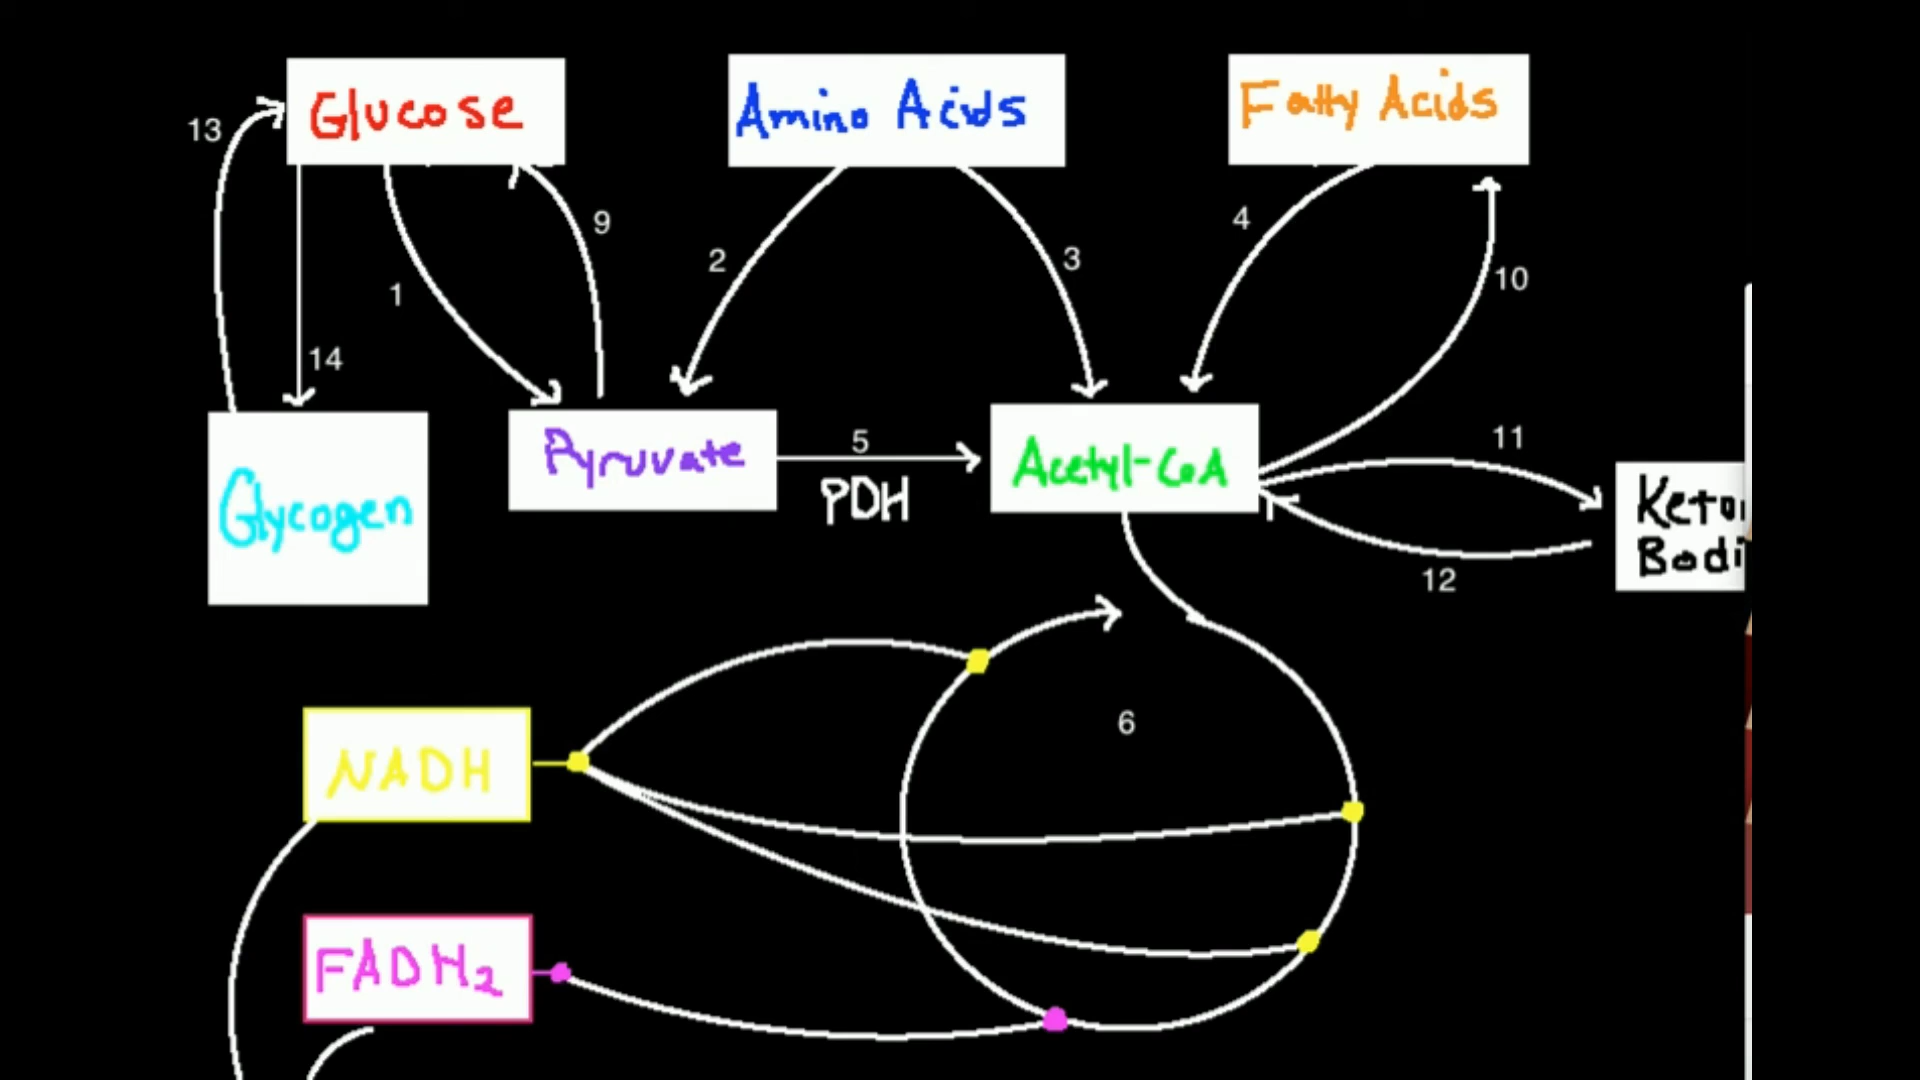 Glucose
Amino Acids
Fatty Acids
13
9
4
2
3
10
1
14
11
5
Pyruvate
Acetyl-CoA
PDH
Glycogen
12
6
NADH
FADH2